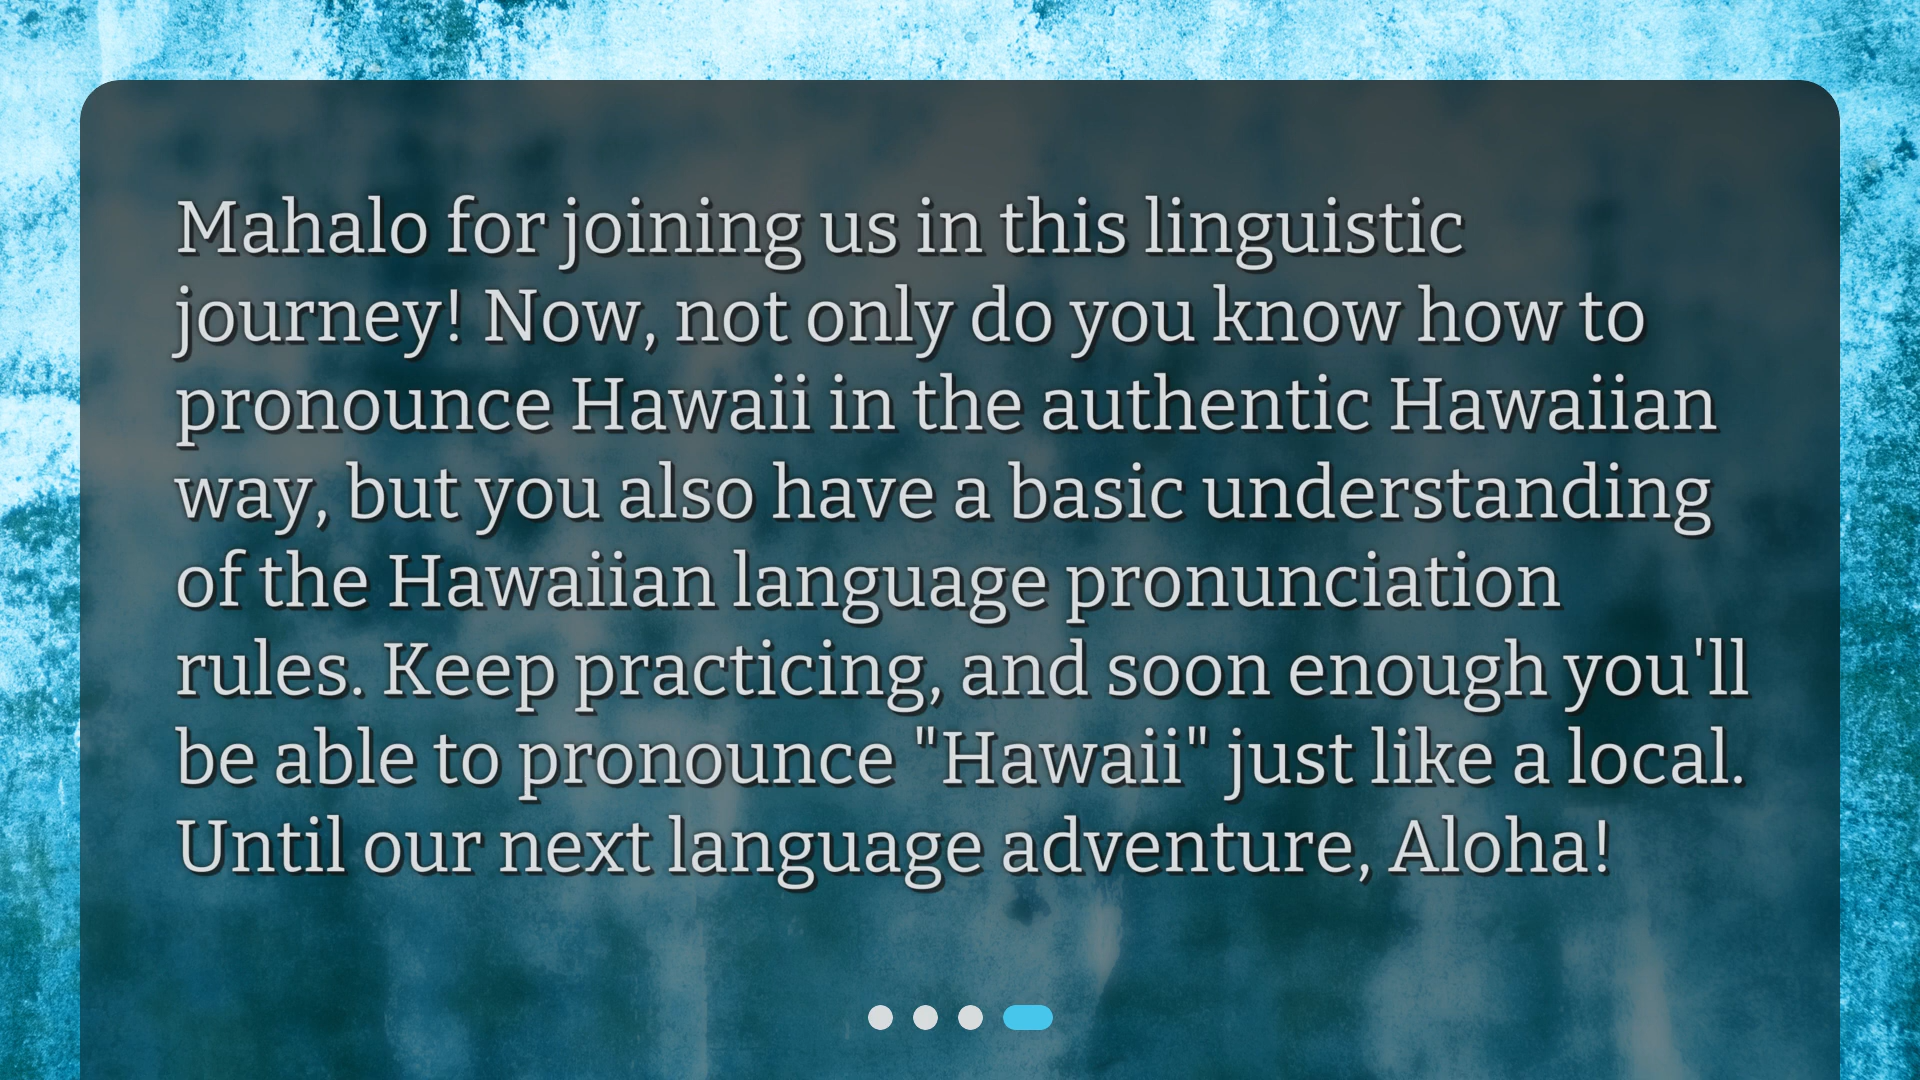 Mahalo for joining us in this linguistic
journey! Now, not only do you know how to
pronounce Hawaii in the authentic Hawaiian
way, but you also have a basic understanding
of the Hawaiian language pronunciation
rules. Keep practicing, and soon enough you'll
be able to pronounce "Hawaii" just like a local.
Until our next language adventure, Aloha!